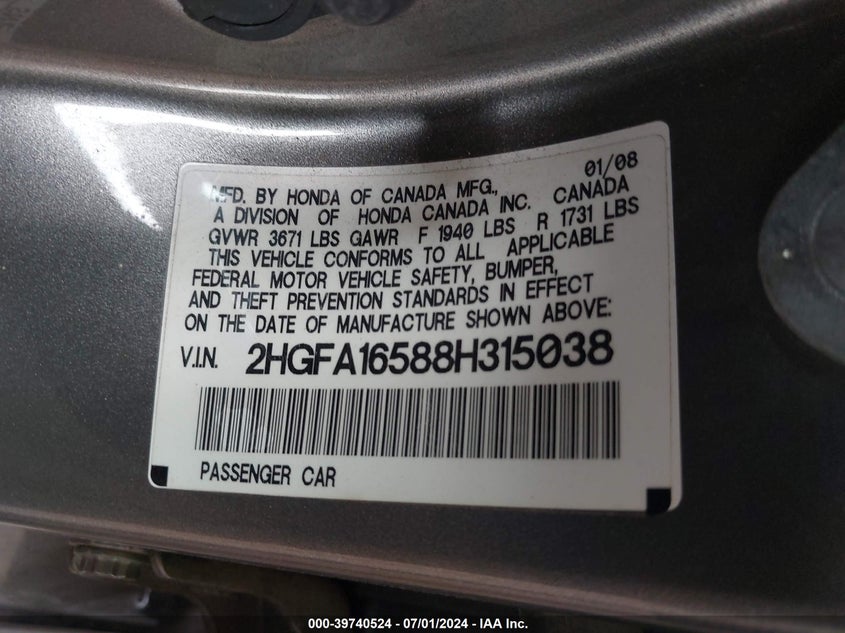 01/08
MFD. BY HONDA OF CANADA MFG.,
A DIVISION OF HONDA CANADA INC. CANADA
GVWR 3671 LBS GAWR F 1940 LBS R 1731 LBS
THIS VEHICLE CONFORMS TO ALL APPLICABLE
FEDERAL MOTOR VEHICLE SAFETY, BUMPER,
AND THEFT PREVENTION STANDARDS IN EFFECT
ON THE DATE OF MANUFACTURE SHOWN ABOVE:
V.I.N. 2HGFA16588H315038
PASSENGER CAR
000-39740524 - 07/01/2024 - IAA Inc.